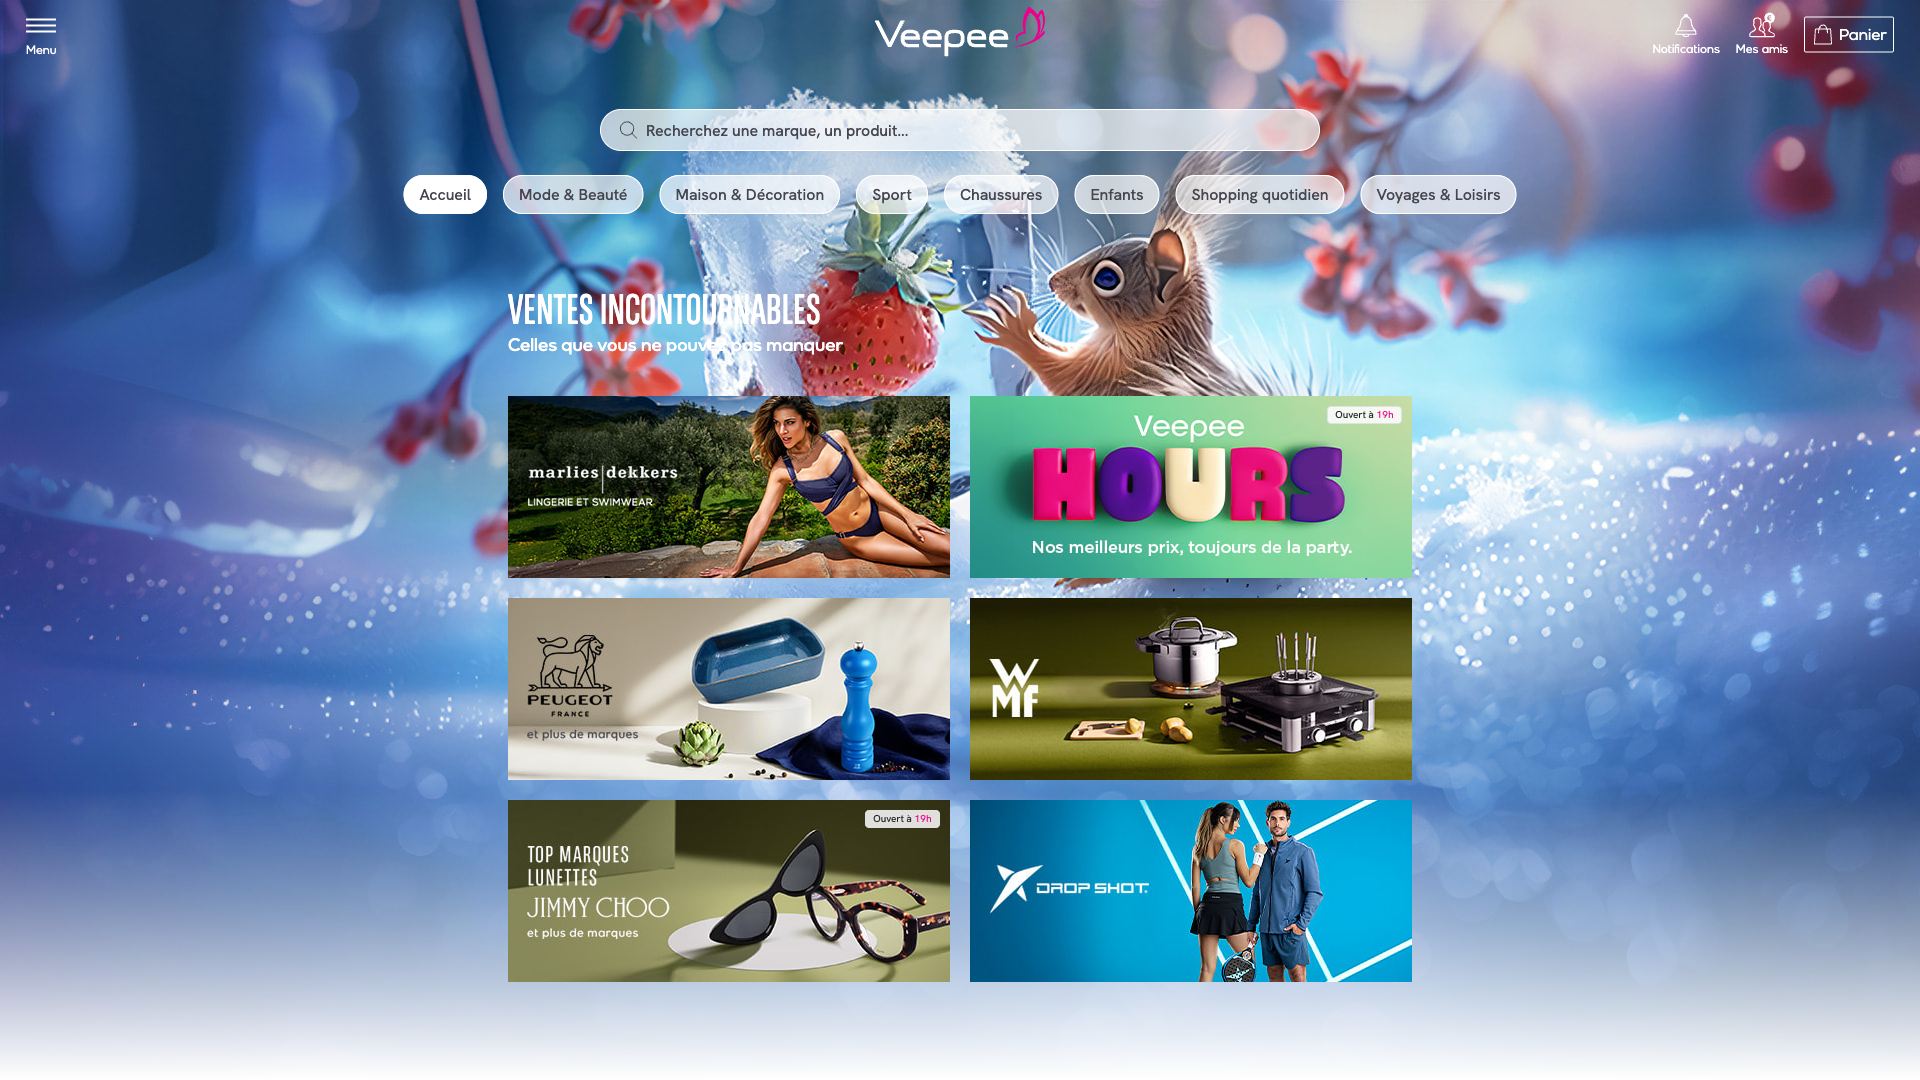 Menu
Veepee
Notifications
Mes amis
Panier
Recherchez une marque, un produit...
Accueil
Mode & Beauté
Maison & Décoration
Sport
Chaussures
Enfants
Shopping quotidien
Voyages & Loisirs
VENTES INCONTOURNABLES
Celles que vous ne pouvez pas manquer
marlies|dekkers
LINGERIE ET SWIMWEAR
Ouvert à 19h
Veepee
HOURS
Nos meilleurs prix, toujours de la party.
PEUGEOT
FRANCE
et plus de marques
WMF
Ouvert à 19h
TOP MARQUES
LUNETTES
JIMMY CHOO
et plus de marques
DROP SHOT